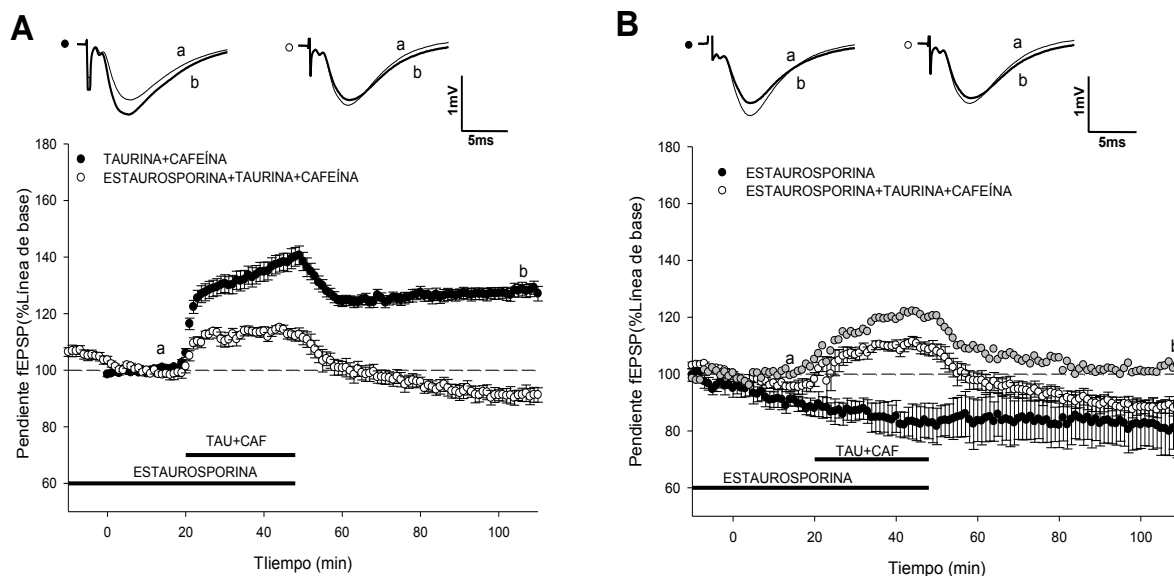 A
a
b
a
b
1mV
5ms
180
160
140
120
100
80
60
Pendiente fEPSP(%Línea de base)
TAURINA+CAFEÍNA
ESTAUROSPORINA+TAURINA+CAFEÍNA
a
b
TAU+CAF
ESTAUROSPORINA
0 20 40 60 80 100
TIiempo (min)
B
a
b
a
b
1mV
5ms
180
160
140
120
100
80
60
Pendiente fEPSP(%Línea de base)
ESTAUROSPORINA
ESTAUROSPORINA+TAURINA+CAFEÍNA
a
b
TAU+CAF
ESTAUROSPORINA
0 20 40 60 80 100
Tiempo (min)